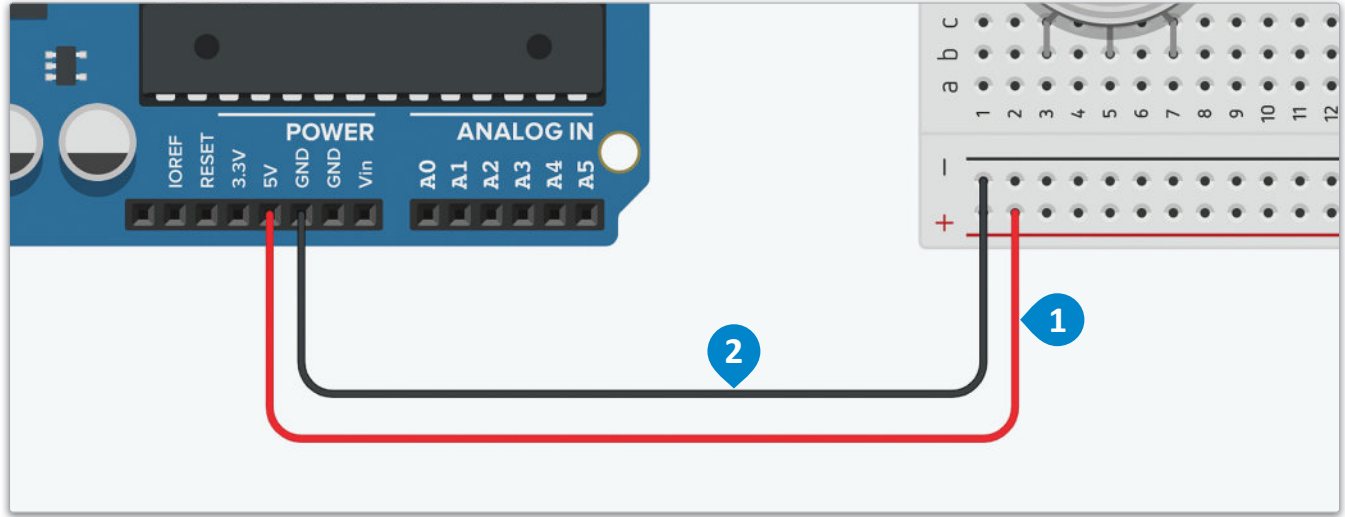 c
b
a
1 2 3 4 5 6 7 8 9 10 11 12
POWER
ANALOG IN
IOREF RESET 3.3V 5V GND GND Vin
A0 A1 A2 A3 A4 A5
−
+
1
2